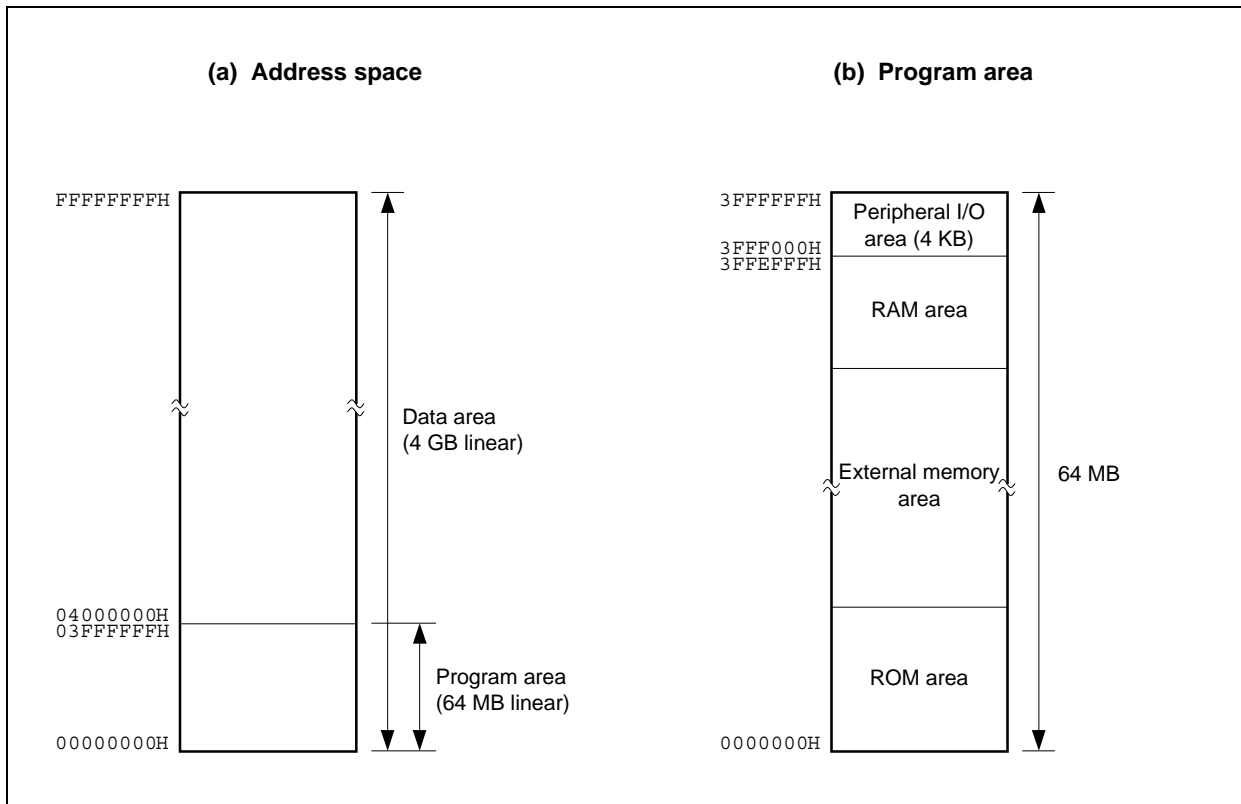 (a) Address space
FFFFFFFFH
Data area
(4 GB linear)
04000000H
03FFFFFFH
Program area
(64 MB linear)
00000000H
(b) Program area
3FFFFFFH
Peripheral I/O
area (4 KB)
3FFF000H
3FFEFFFH
RAM area
External memory
area
64 MB
ROM area
0000000H